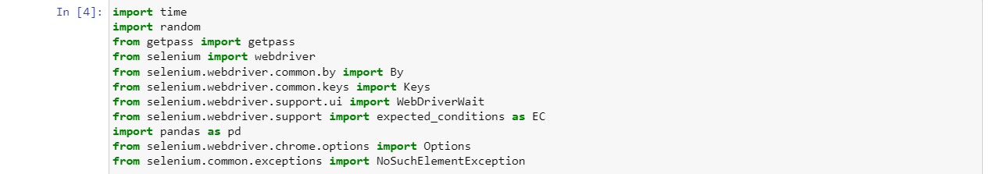 In [4]: import time
import random
from getpass import getpass
from selenium import webdriver
from selenium.webdriver.common.by import By
from selenium.webdriver.common.keys import Keys
from selenium.webdriver.support.ui import WebDriverWait
from selenium.webdriver.support import expected_conditions as EC
import pandas as pd
from selenium.webdriver.chrome.options import Options
from selenium.common.exceptions import NoSuchElementException